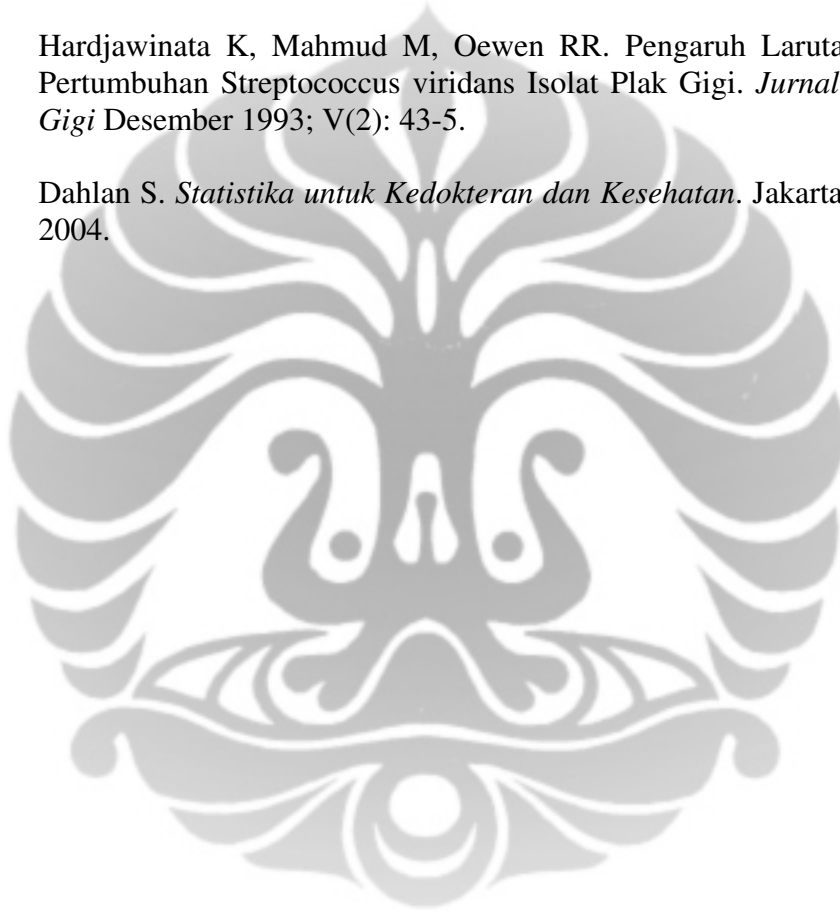 Hardjawinata K, Mahmud M, Oewen RR. Pengaruh Laruta
Pertumbuhan Streptococcus viridans Isolat Plak Gigi. Jurnal
Gigi Desember 1993; V(2): 43-5.
Dahlan S. Statistika untuk Kedokteran dan Kesehatan. Jakarta
2004.